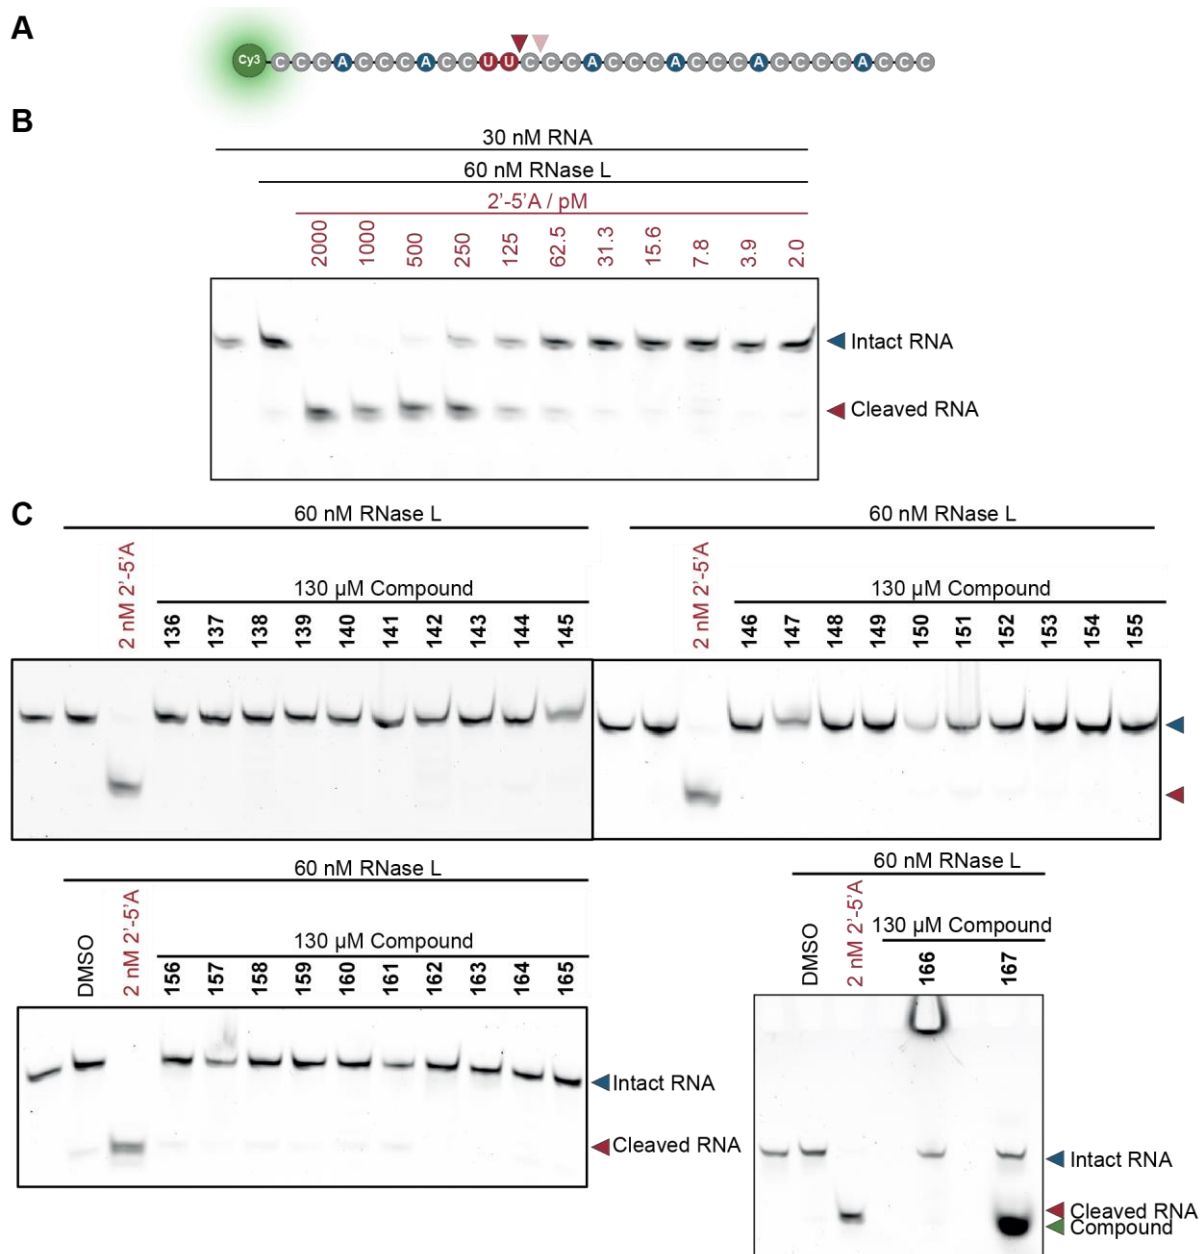 A
Cy3 C C C A C C C A C C U U C C C A C C C A C C C A C C C C A C C C
B
30 nM RNA
60 nM RNase L
2'-5'A / pM
2000 1000 500 250 125 62.5 31.3 15.6 7.8 3.9 2.0
Intact RNA
Cleaved RNA
C
60 nM RNase L
2 nM 2'-5'A
130 µM Compound
136 137 138 139 140 141 142 143 144 145
60 nM RNase L
2 nM 2'-5'A
130 µM Compound
146 147 148 149 150 151 152 153 154 155
60 nM RNase L
DMSO
2 nM 2'-5'A
130 µM Compound
156 157 158 159 160 161 162 163 164 165
Intact RNA
Cleaved RNA
60 nM RNase L
DMSO
2 nM 2'-5'A
130 µM Compound
166 167
Intact RNA
Cleaved RNA
Compound